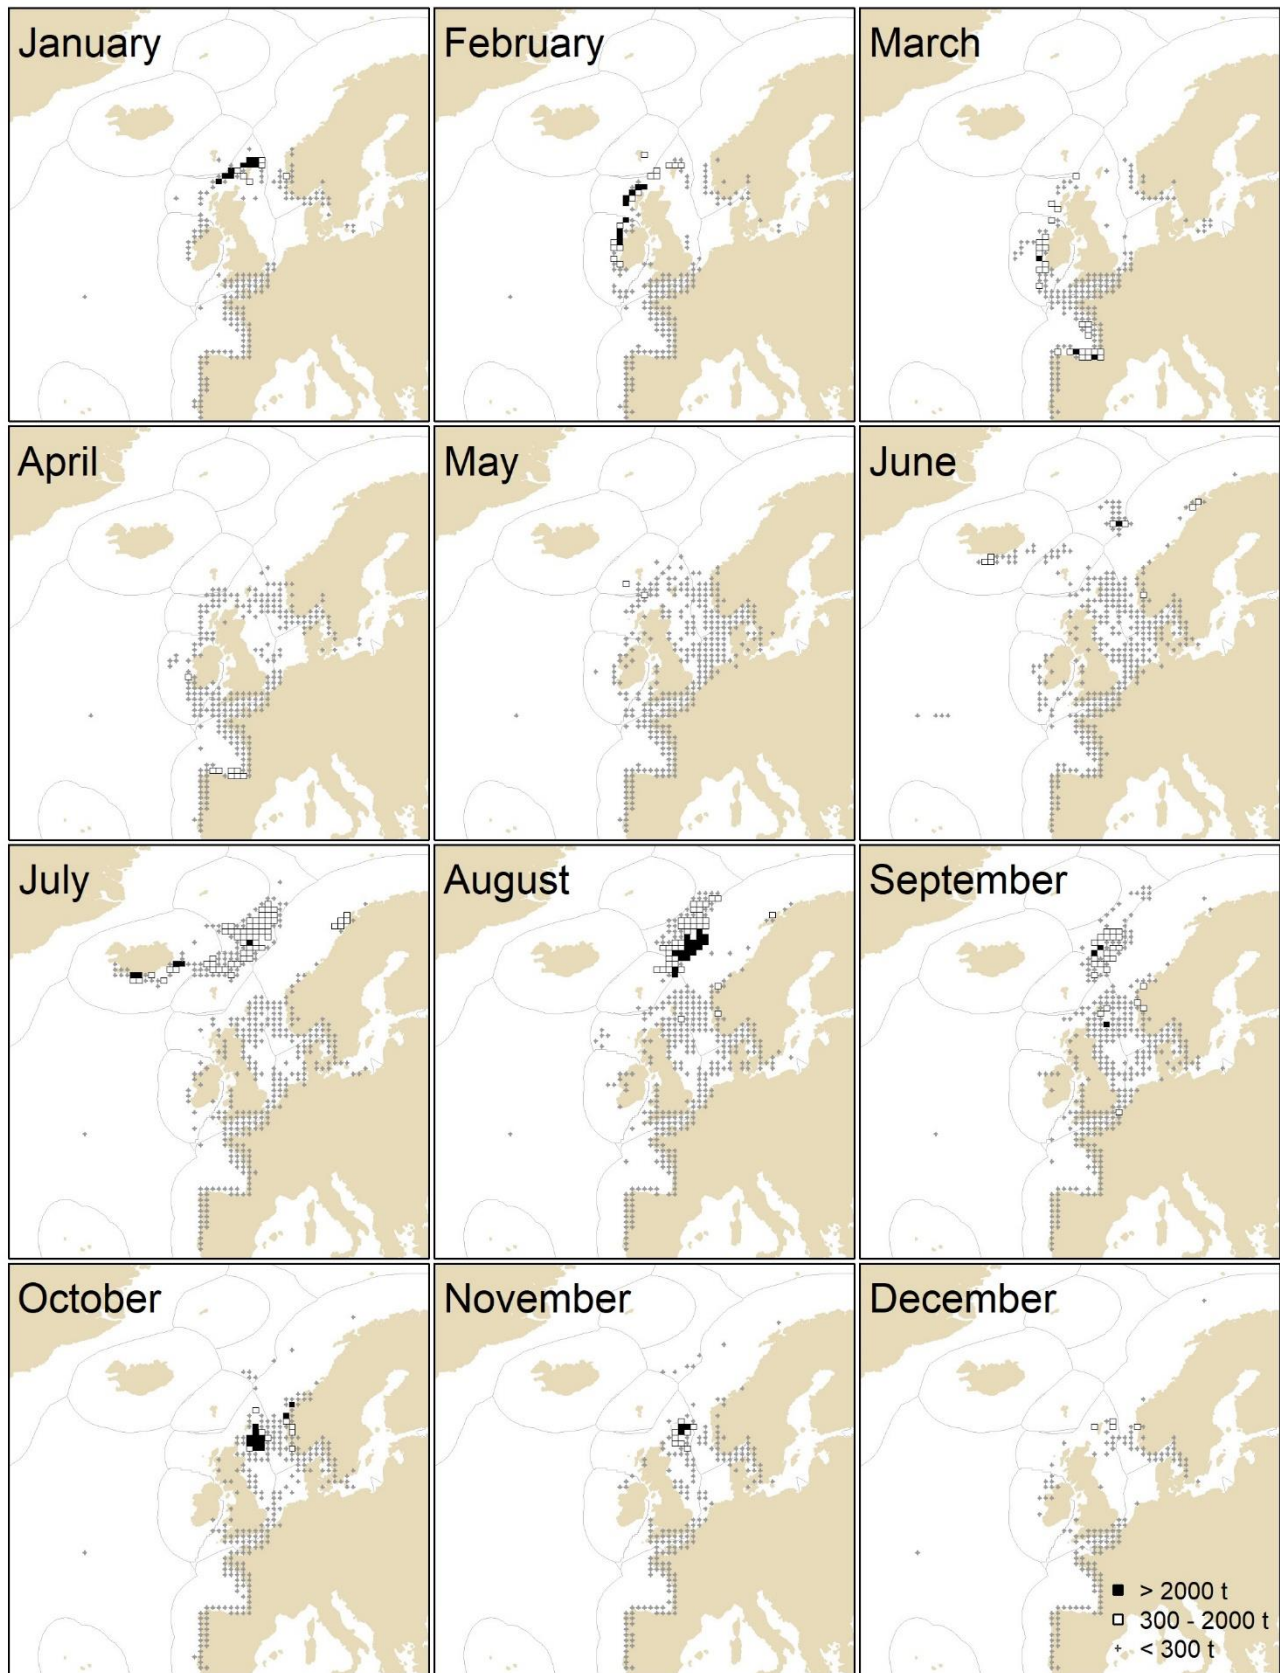 January
February
March
April
May
June
July
August
September
October
November
December
> 2000 t
300 - 2000 t
< 300 t